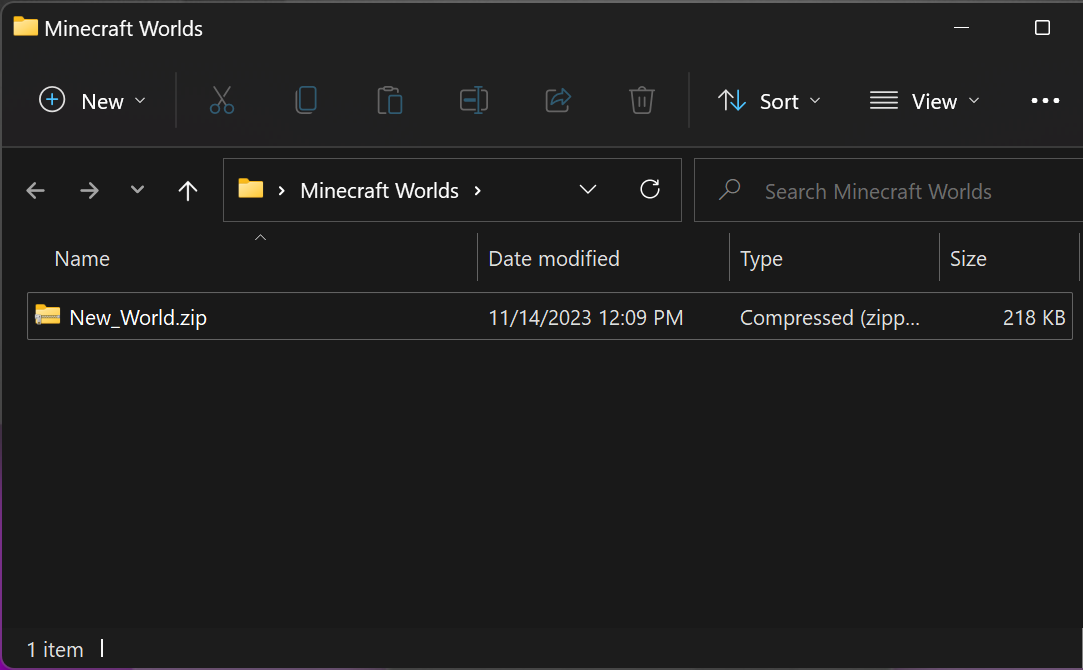 Minecraft Worlds
New Sort View
Minecraft Worlds Search Minecraft Worlds
Name Date modified Type Size
New_World.zip 11/14/2023 12:09 PM Compressed (zipp... 218 KB
1 item